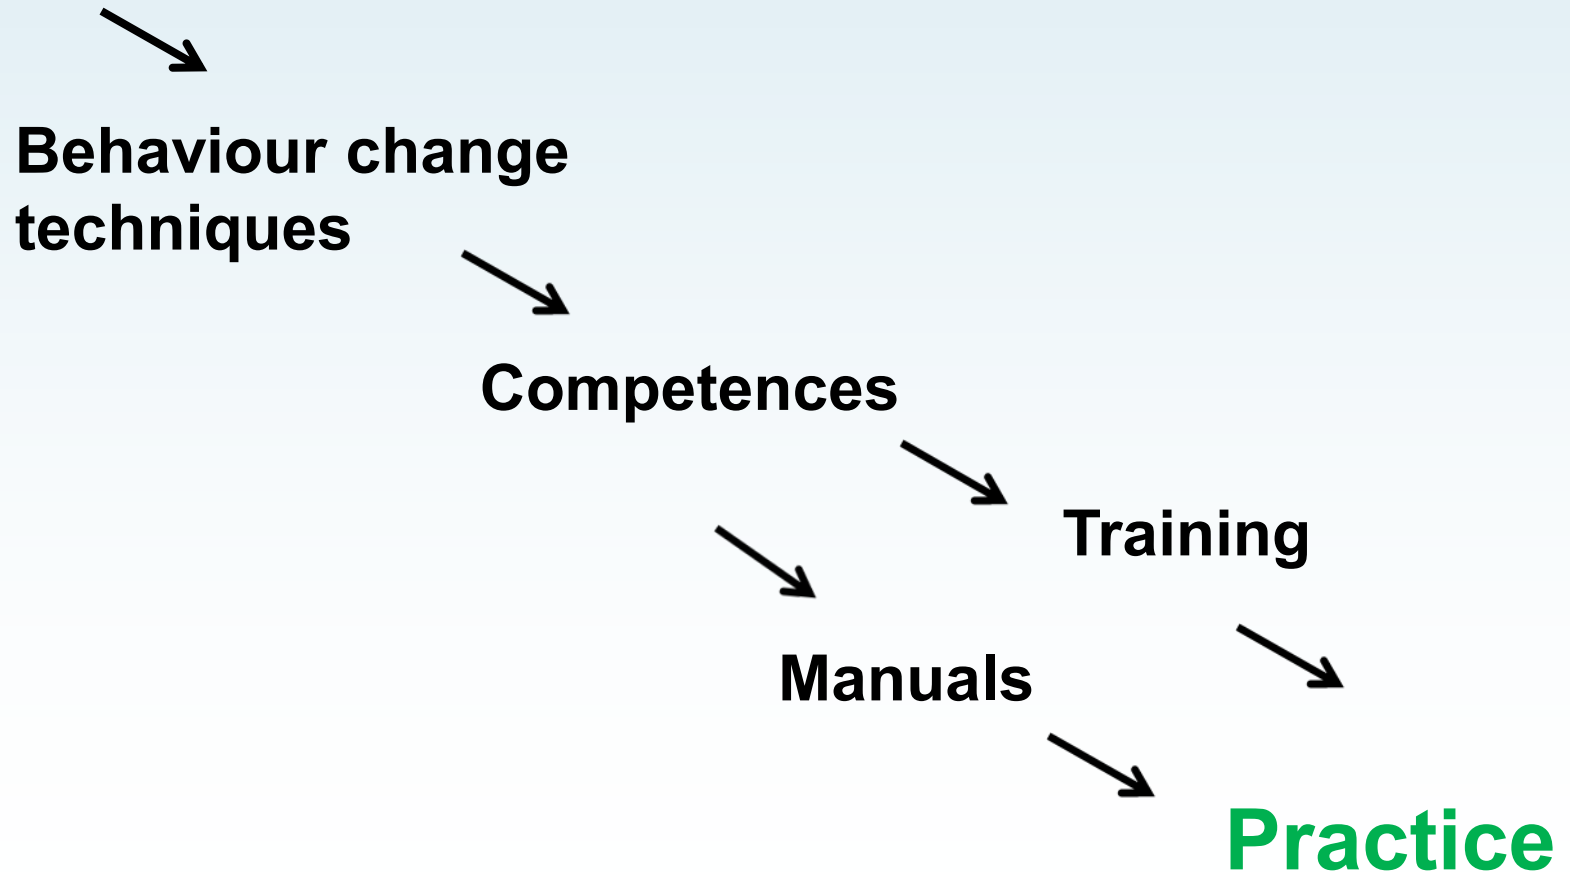 Behaviour change
techniques
Competences
Training
Manuals
Practice